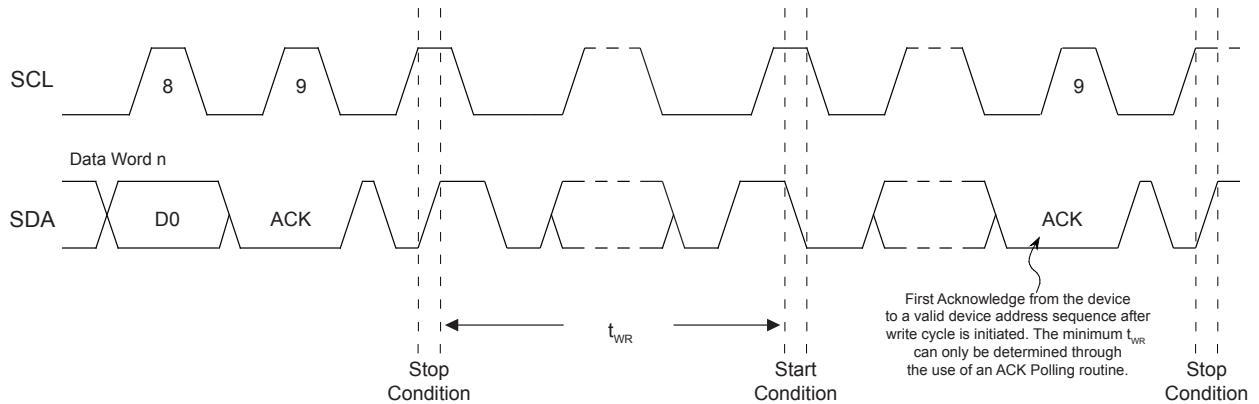 SCL
8
9
9
Data Word n
SDA
D0
ACK
ACK
First Acknowledge from the device
to a valid device address sequence after
write cycle is initiated. The minimum tWR
can only be determined through
the use of an ACK Polling routine.
tWR
Stop
Condition
Start
Condition
Stop
Condition